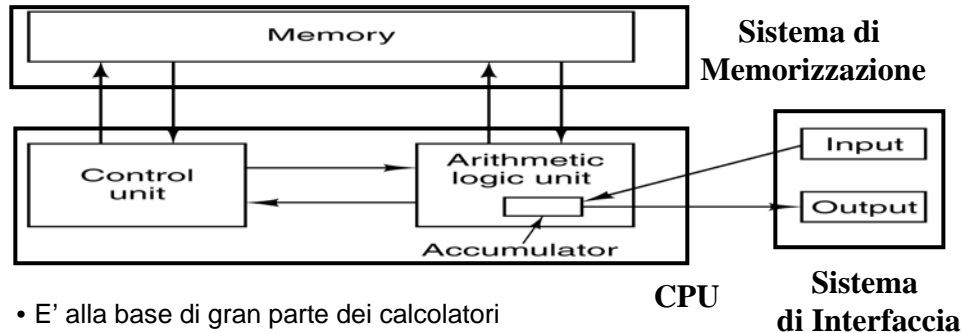 Memory
Sistema di
Memorizzazione
Control
unit
Arithmetic
logic unit
Accumulator
Input
Output
CPU
Sistema
di Interfaccia
• E' alla base di gran parte dei calcolatori